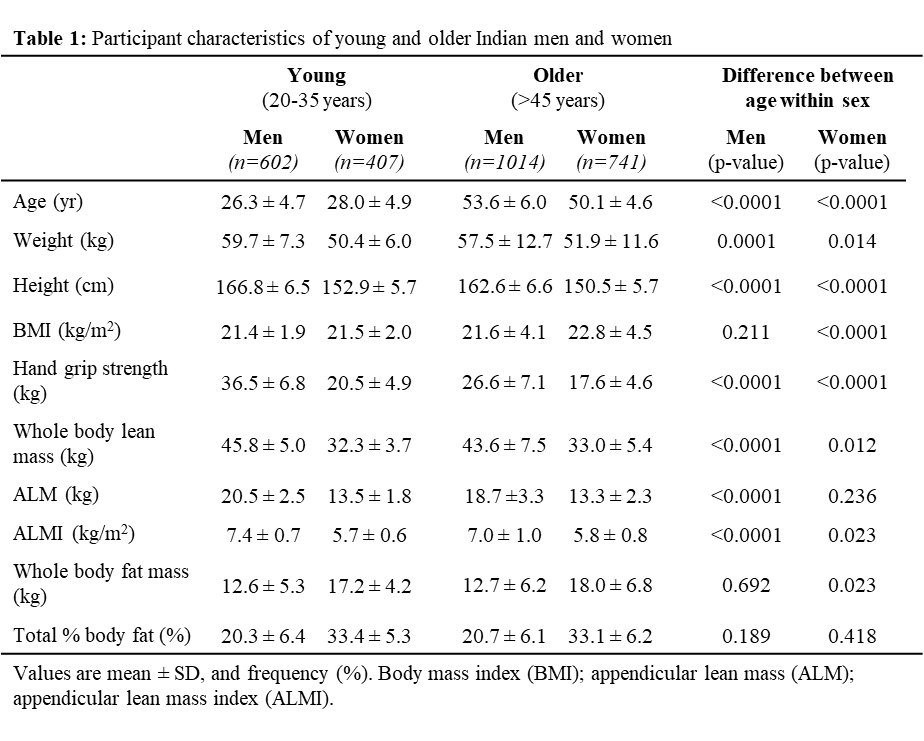 Table 1: Participant characteristics of young and older Indian men and women
Young Older Difference between
(20-35 years) (>45 years) age within sex
Men Women Men Women Men Women
(n=602) (n=407) (n=1014) (n=741) (p-value) (p-value)
Age (yr) 26.3 ± 4.7 28.0 ± 4.9 53.6 ± 6.0 50.1 ± 4.6 <0.0001 <0.0001
Weight (kg) 59.7 ± 7.3 50.4 ± 6.0 57.5 ± 12.7 51.9 ± 11.6 0.0001 0.014
Height (cm) 166.8 ± 6.5 152.9 ± 5.7 162.6 ± 6.6 150.5 ± 5.7 <0.0001 <0.0001
BMI (kg/m²) 21.4 ± 1.9 21.5 ± 2.0 21.6 ± 4.1 22.8 ± 4.5 0.211 <0.0001
Hand grip strength
(kg) 36.5 ± 6.8 20.5 ± 4.9 26.6 ± 7.1 17.6 ± 4.6 <0.0001 <0.0001
Whole body lean
mass (kg) 45.8 ± 5.0 32.3 ± 3.7 43.6 ± 7.5 33.0 ± 5.4 <0.0001 0.012
ALM (kg) 20.5 ± 2.5 13.5 ± 1.8 18.7 ±3.3 13.3 ± 2.3 <0.0001 0.236
ALMI (kg/m²) 7.4 ± 0.7 5.7 ± 0.6 7.0 ± 1.0 5.8 ± 0.8 <0.0001 0.023
Whole body fat mass
(kg) 12.6 ± 5.3 17.2 ± 4.2 12.7 ± 6.2 18.0 ± 6.8 0.692 0.023
Total % body fat (%) 20.3 ± 6.4 33.4 ± 5.3 20.7 ± 6.1 33.1 ± 6.2 0.189 0.418
Values are mean ± SD, and frequency (%). Body mass index (BMI); appendicular lean mass (ALM);
appendicular lean mass index (ALMI).